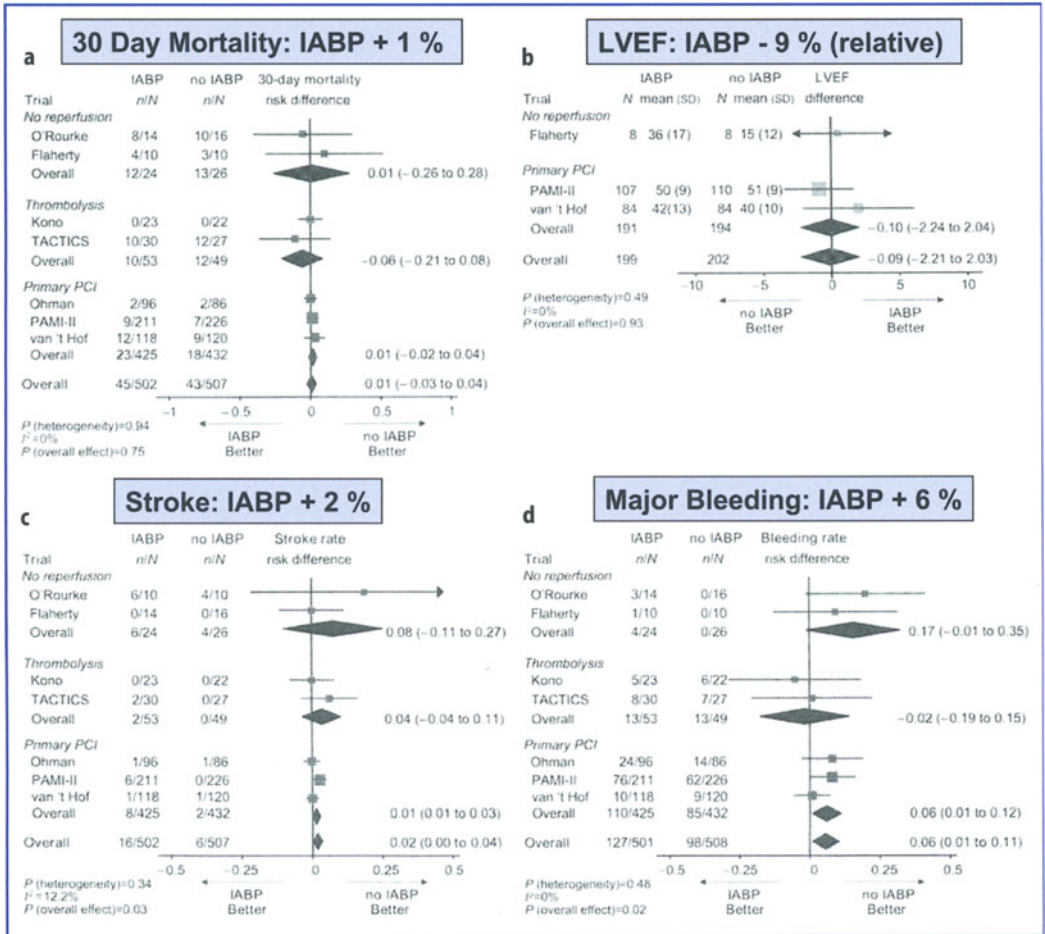 a
30 Day Mortality: IABP + 1 %
IABP no IABP 30-day mortality
Trial n/N n/N risk difference
No reperfusion
O'Rourke 8/14 10/16
Flaherty 4/10 3/10
Overall 12/24 13/26 0.01 (−0.26 to 0.28)
Thrombolysis
Kono 0/23 0/22
TACTICS 10/30 12/27
Overall 10/53 12/49 −0.06 (−0.21 to 0.08)
Primary PCI
Ohman 2/96 2/86
PAMI-II 9/211 7/226
van 't Hof 12/118 9/120
Overall 23/425 18/432 0.01 (−0.02 to 0.04)
Overall 45/502 43/507 0.01 (−0.03 to 0.04)
−1 −0.5 0 0.5 1
P (heterogeneity)=0.94
I²=0%
P (overall effect)=0.75
IABP Better
no IABP Better
b
LVEF: IABP - 9 % (relative)
IABP no IABP LVEF
Trial N mean (SD) N mean (SD) difference
No reperfusion
Flaherty 8 36 (17) 8 15 (12)
Primary PCI
PAMI-II 107 50 (9) 110 51 (9)
van 't Hof 84 42(13) 84 40 (10)
Overall 191 194 −0.10 (−2.24 to 2.04)
Overall 199 202 −0.09 (−2.21 to 2.03)
−10 −5 0 5 10
P (heterogeneity)=0.49
I²=0%
P (overall effect)=0.93
no IABP Better
IABP Better
c
Stroke: IABP + 2 %
IABP no IABP Stroke rate
Trial n/N n/N risk difference
No reperfusion
O'Rourke 6/10 4/10
Flaherty 0/14 0/16
Overall 6/24 4/26 0.08 (−0.11 to 0.27)
Thrombolysis
Kono 0/23 0/22
TACTICS 2/30 0/27
Overall 2/53 0/49 0.04 (−0.04 to 0.11)
Primary PCI
Ohman 1/96 1/86
PAMI-II 6/211 0/226
van 't Hof 1/118 1/120
Overall 8/425 2/432 0.01 (0.01 to 0.03)
Overall 16/502 6/507 0.02 (0.00 to 0.04)
−0.5 −0.25 0 0.25 0.5
P (heterogeneity)=0.34
I²=12.2%
P (overall effect)=0.03
IABP Better
no IABP Better
d
Major Bleeding: IABP + 6 %
IABP no IABP Bleeding rate
Trial n/N n/N risk difference
No reperfusion
O'Rourke 3/14 0/16
Flaherty 1/10 0/10
Overall 4/24 0/26 0.17 (−0.01 to 0.35)
Thrombolysis
Kono 5/23 6/22
TACTICS 8/30 7/27
Overall 13/53 13/49 −0.02 (−0.19 to 0.15)
Primary PCI
Ohman 24/96 14/86
PAMI-II 76/211 62/226
van 't Hof 10/118 9/120
Overall 110/425 85/432 0.06 (0.01 to 0.12)
Overall 127/501 98/508 0.06 (0.01 to 0.11)
−0.5 0.25 0 0.25 0.5
P (heterogeneity)=0.48
I²=0%
P (overall effect)=0.02
IABP Better
no IABP Better